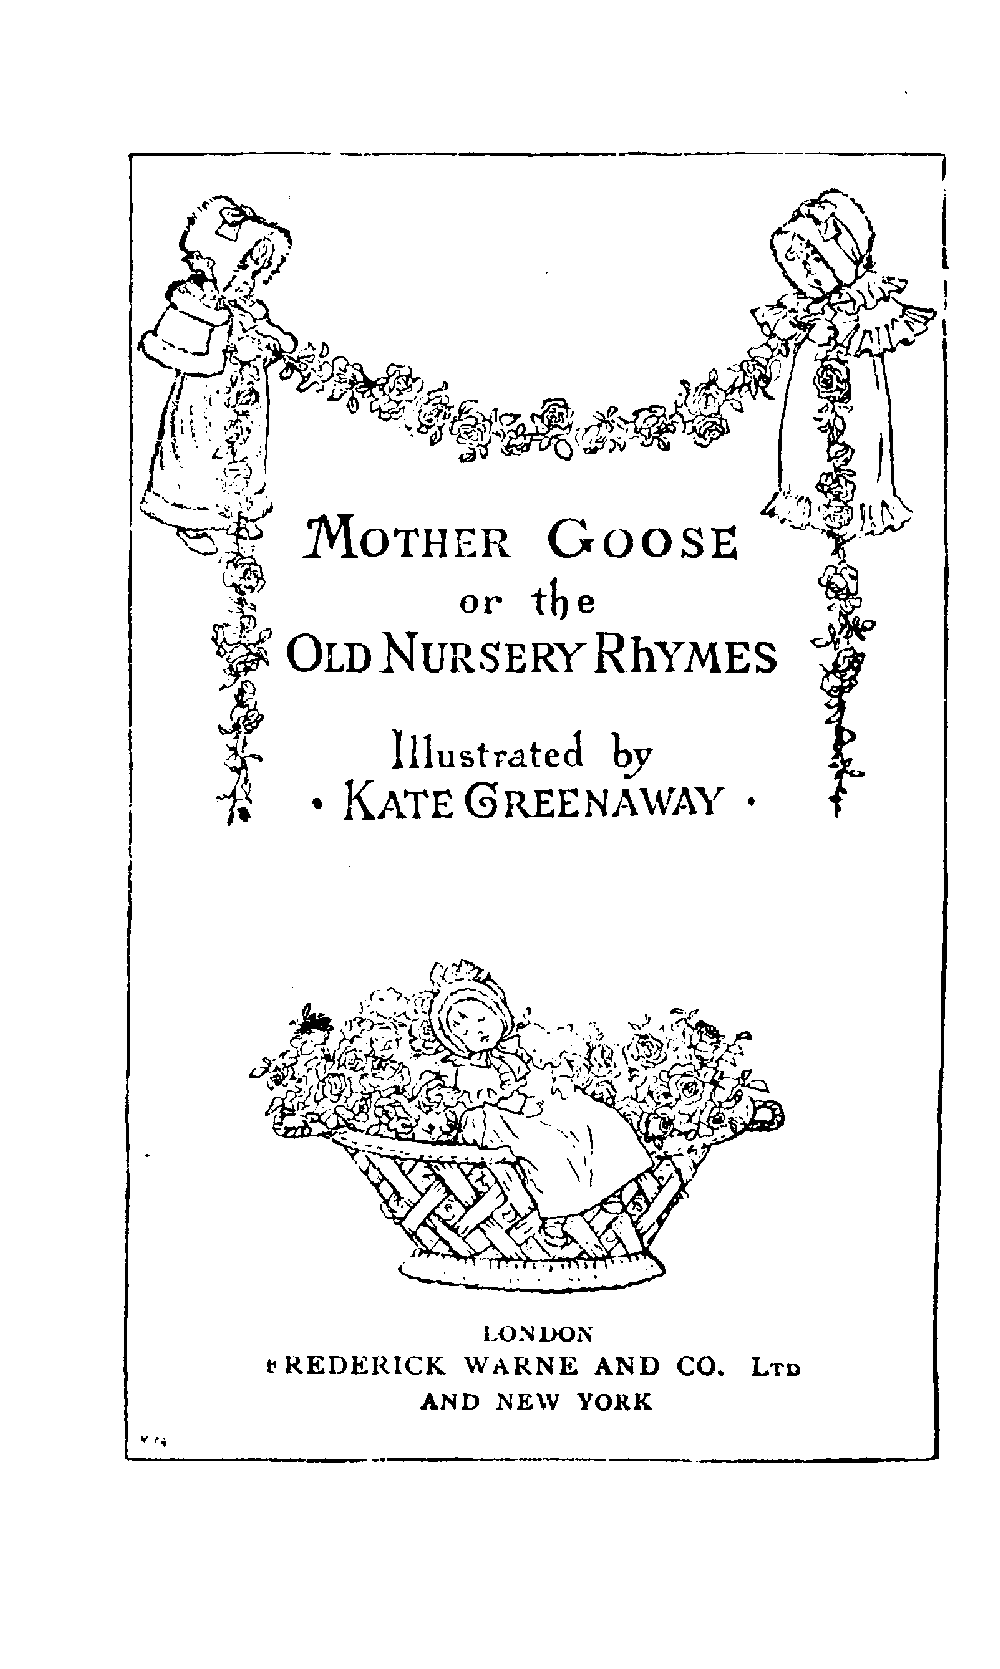 MOTHER GOOSE
or the
OLD NURSERY RHYMES
Illustrated by
• KATE GREENAWAY •
LONDON
FREDERICK WARNE AND CO. LTD
AND NEW YORK